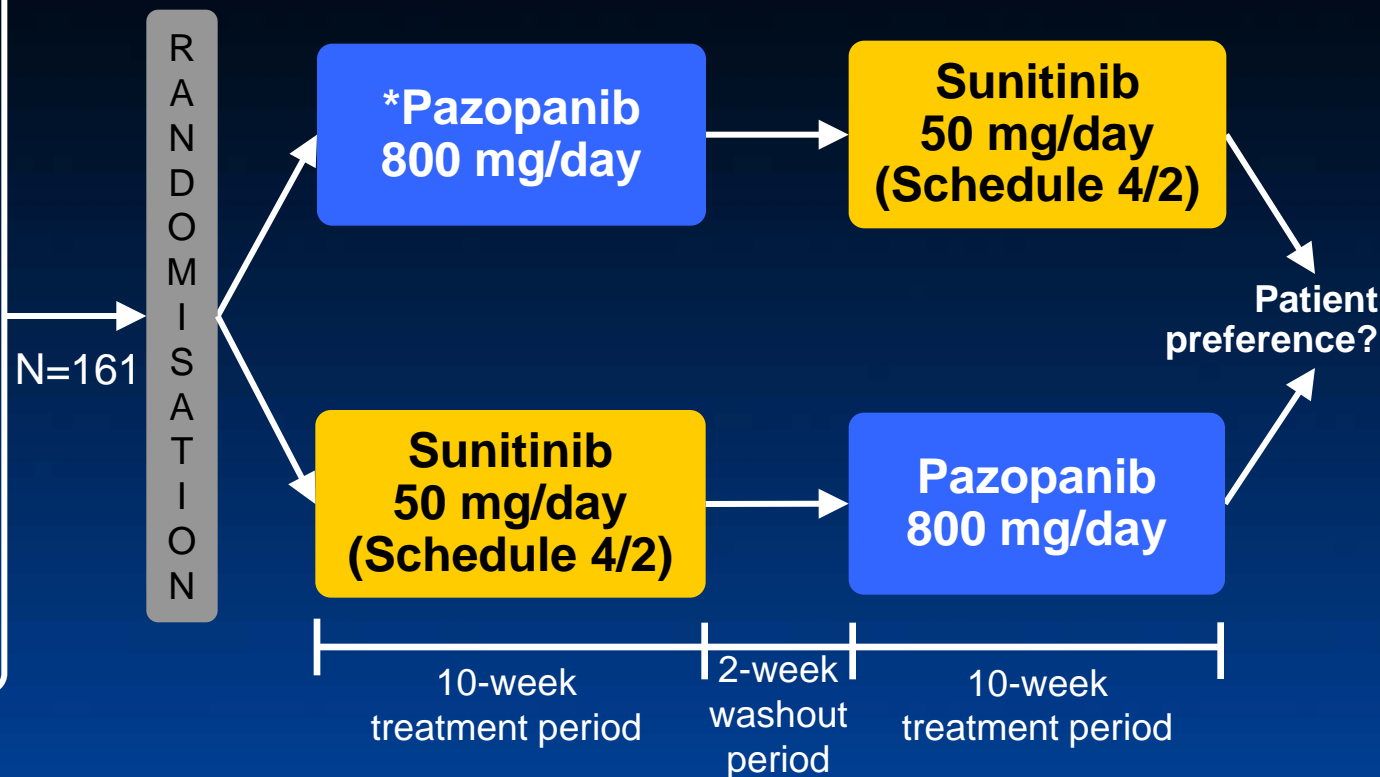 N=161
R
A
N
D
O
M
I
S
A
T
I
O
N
*Pazopanib
800 mg/day
Sunitinib
50 mg/day
(Schedule 4/2)
Sunitinib
50 mg/day
(Schedule 4/2)
Pazopanib
800 mg/day
Patient
preference?
10-week
treatment period
2-week
washout
period
10-week
treatment period